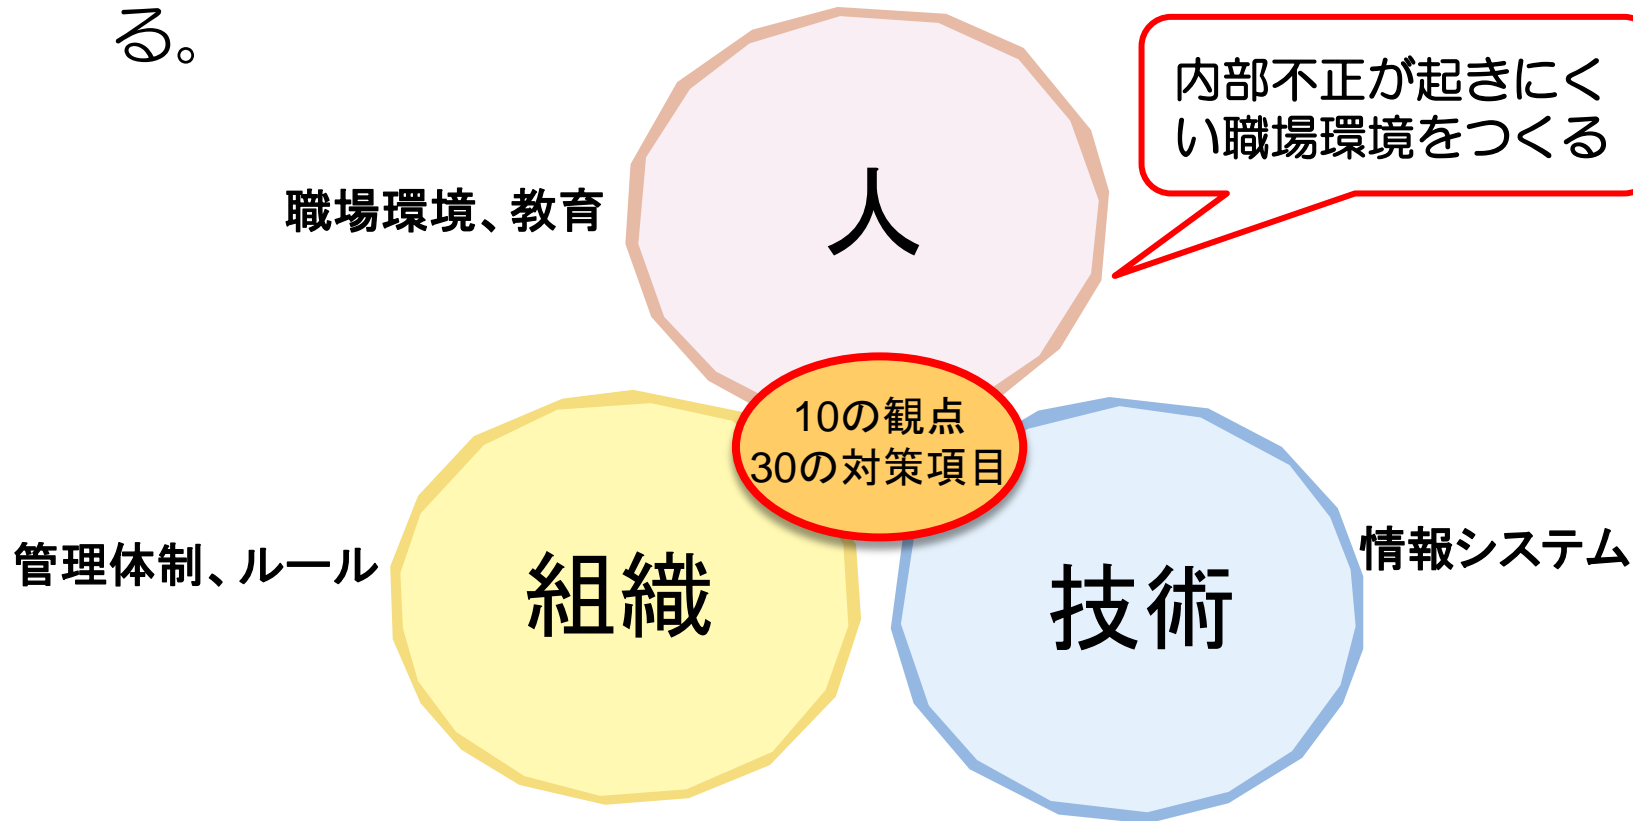 る。
内部不正が起きにく
い職場環境をつくる
職場環境、教育
人
10の観点
30の対策項目
管理体制、ルール
組織
技術
情報システム